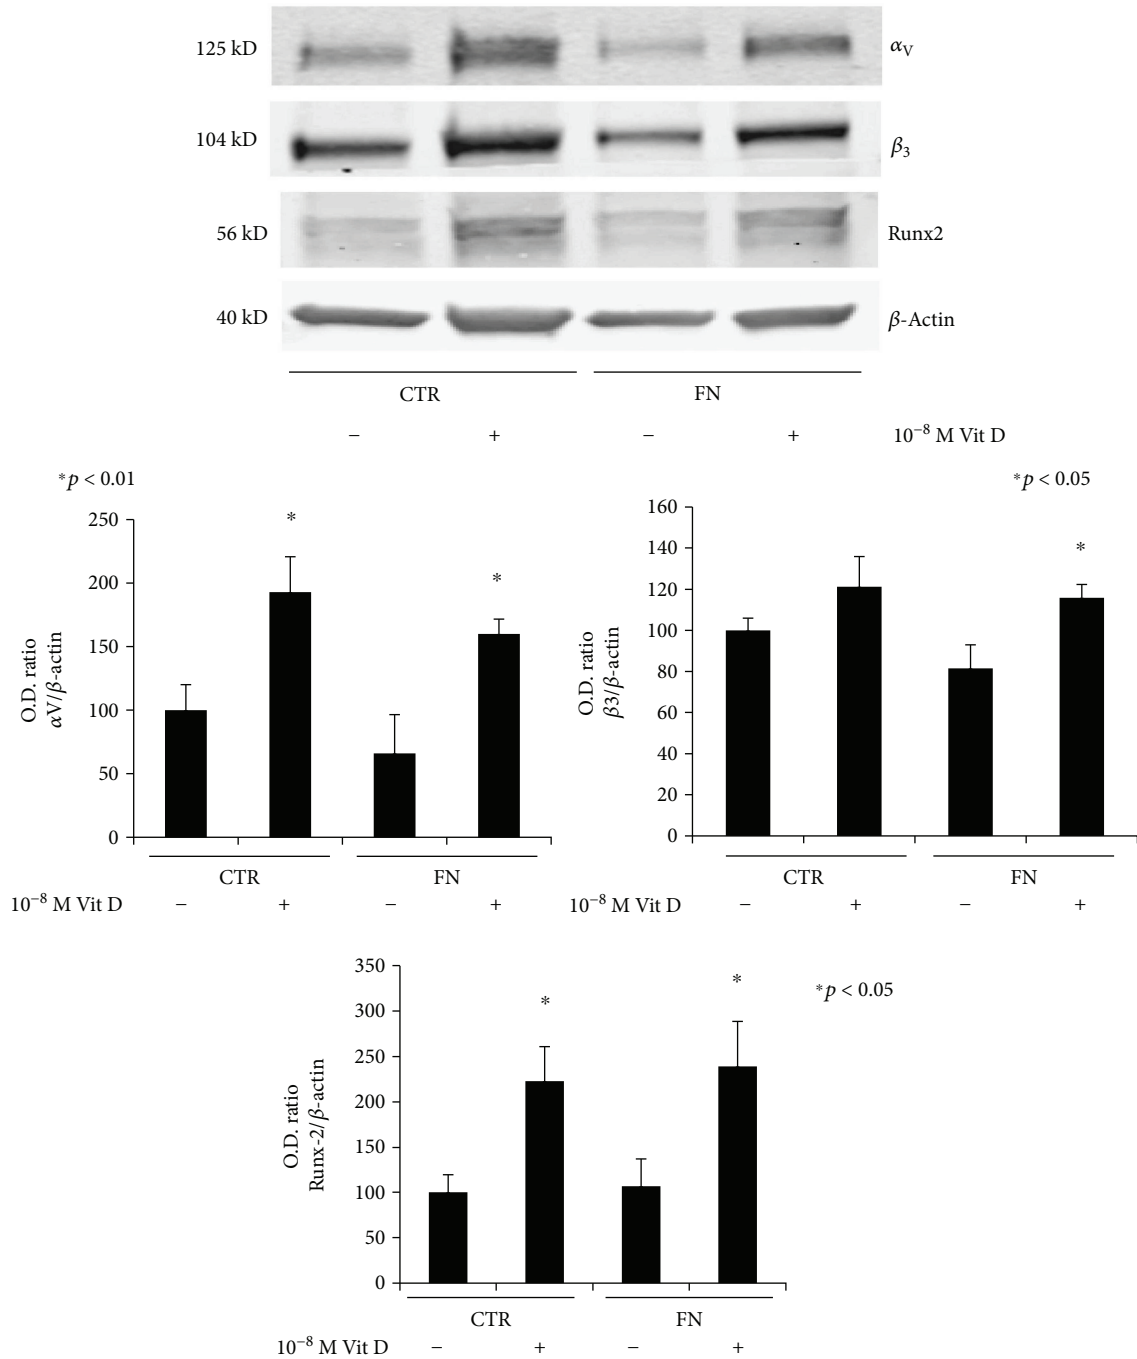 125 kD
αV
104 kD
β3
56 kD
Runx2
40 kD
β-Actin
CTR FN
− + − + 10−8 M Vit D
*p < 0.01
250
200
150
100
50
0
O.D. ratio
αV/β-actin
* *
CTR FN
10−8 M Vit D − + − +
*p < 0.05
160
140
120
100
80
60
40
20
0
O.D. ratio
β3/β-actin
*
CTR FN
10−8 M Vit D − + − +
350
300
250
200
150
100
50
0
O.D. ratio
Runx-2/β-actin
* *
*p < 0.05
CTR FN
10−8 M Vit D − + − +